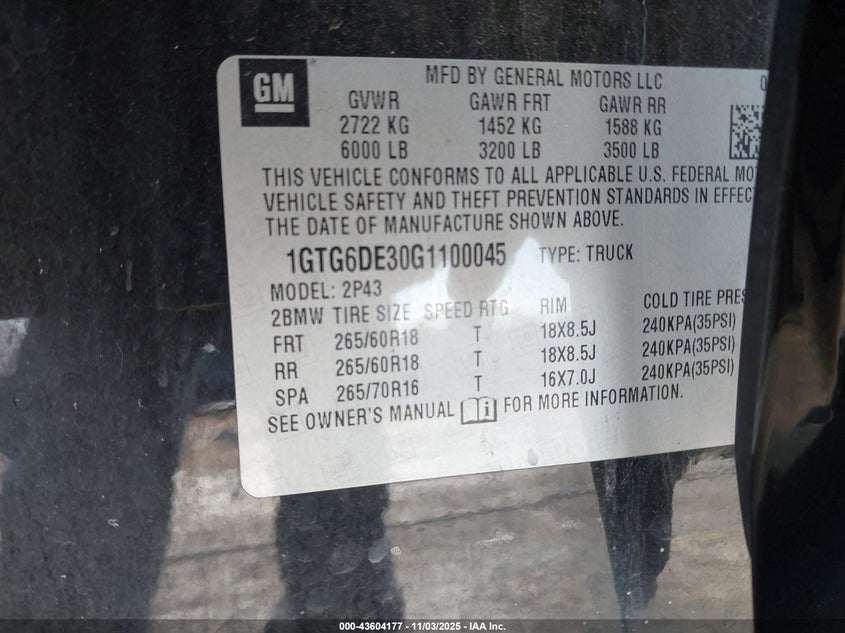 GM
MFD BY GENERAL MOTORS LLC
GVWR GAWR FRT GAWR RR
2722 KG 1452 KG 1588 KG
6000 LB 3200 LB 3500 LB
THIS VEHICLE CONFORMS TO ALL APPLICABLE U.S. FEDERAL MO
VEHICLE SAFETY AND THEFT PREVENTION STANDARDS IN EFFEC
THE DATE OF MANUFACTURE SHOWN ABOVE.
1GTG6DE30G1100045 TYPE: TRUCK
MODEL: 2P43
2BMW TIRE SIZE SPEED RTG RIM COLD TIRE PRES
FRT 265/60R18 T 18X8.5J 240KPA(35PSI)
RR 265/60R18 T 18X8.5J 240KPA(35PSI)
SPA 265/70R16 T 16X7.0J 240KPA(35PSI)
SEE OWNER'S MANUAL FOR MORE INFORMATION.
000-43604177 - 11/03/2025 - IAA Inc.